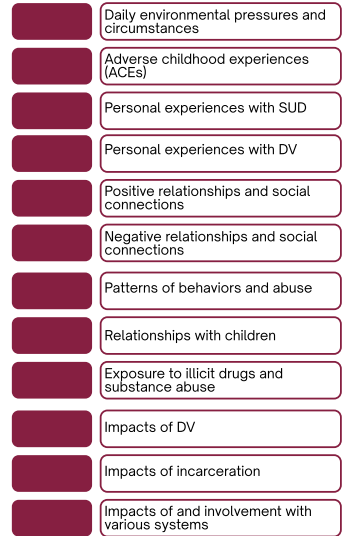 Daily environmental pressures and
circumstances
Adverse childhood experiences
(ACEs)
Personal experiences with SUD
Personal experiences with DV
Positive relationships and social
connections
Negative relationships and social
connections
Patterns of behaviors and abuse
Relationships with children
Exposure to illicit drugs and
substance abuse
Impacts of DV
Impacts of incarceration
Impacts of and involvement with
various systems